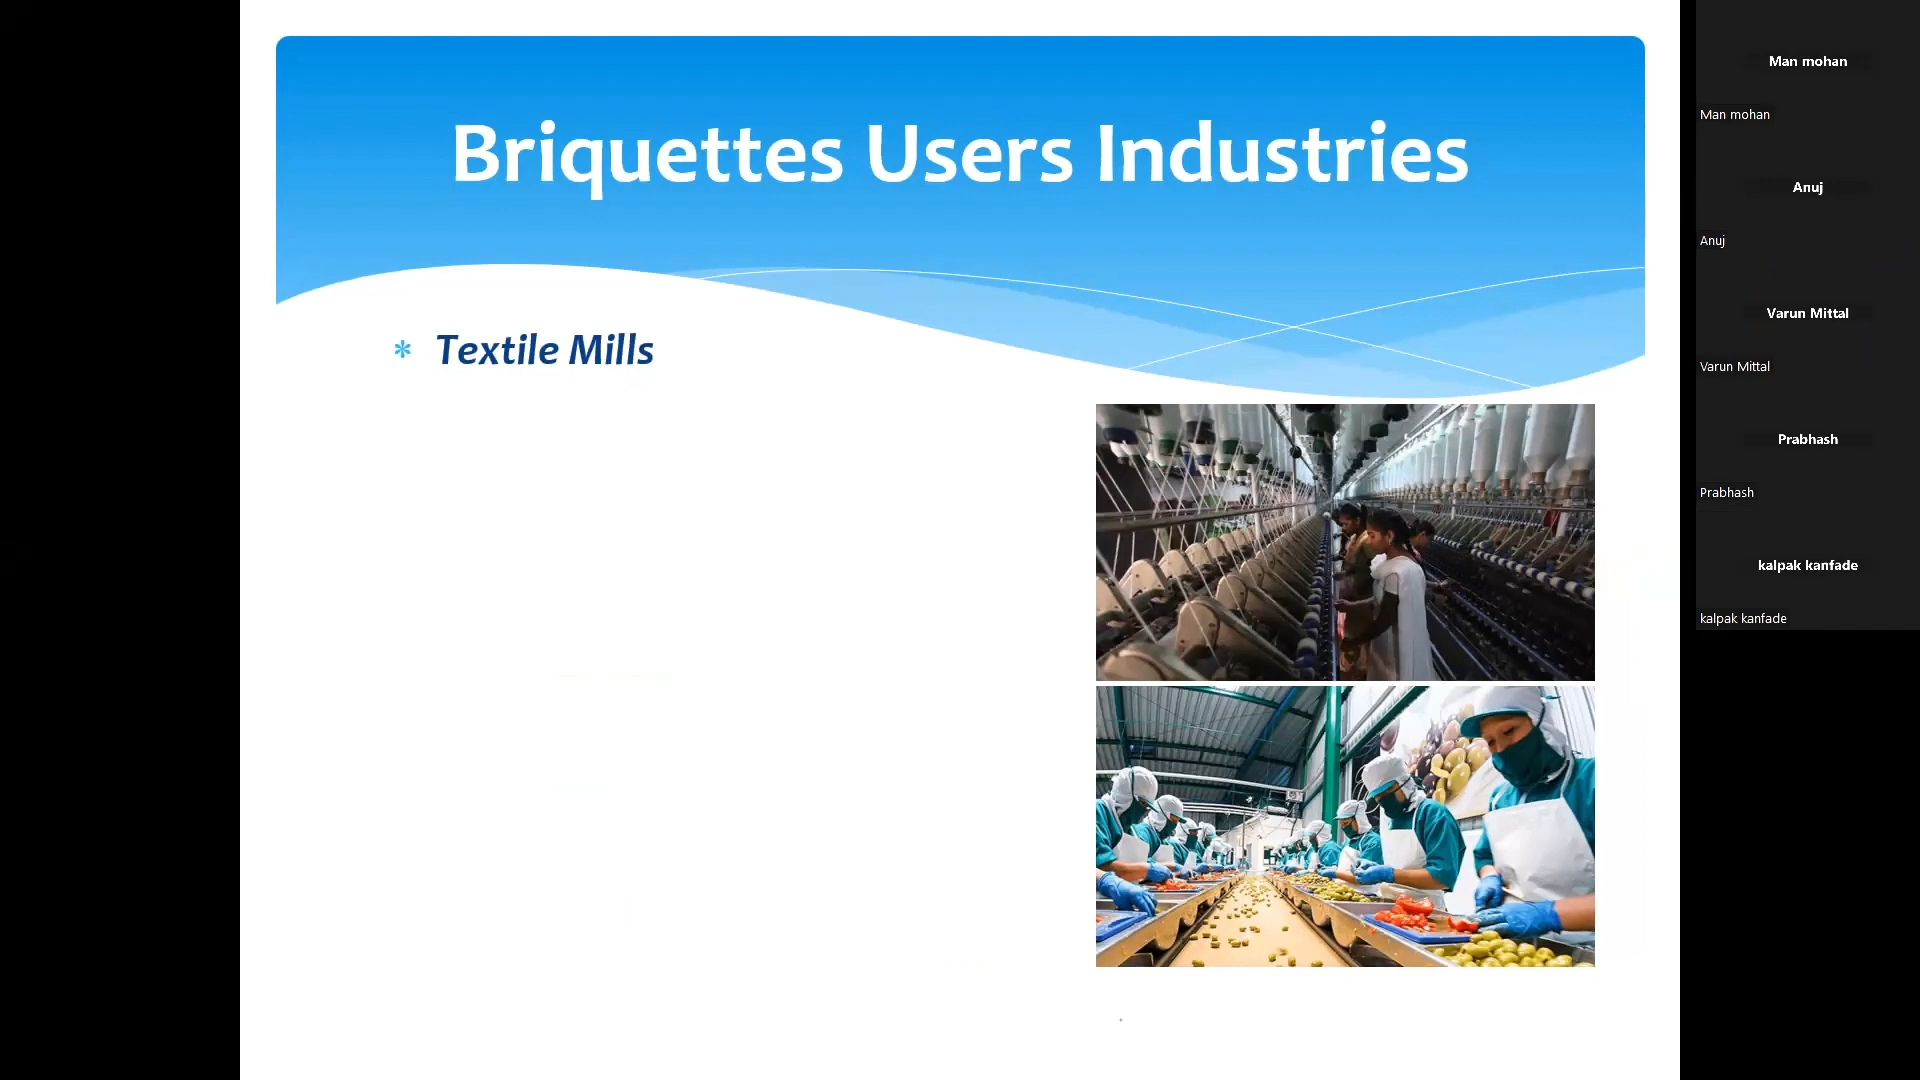 Briquettes Users Industries
* Textile Mills
Man mohan
Man mohan
Anuj
Anuj
Varun Mittal
Varun Mittal
Prabhash
Prabhash
kalpak kanfade
kalpak kanfade